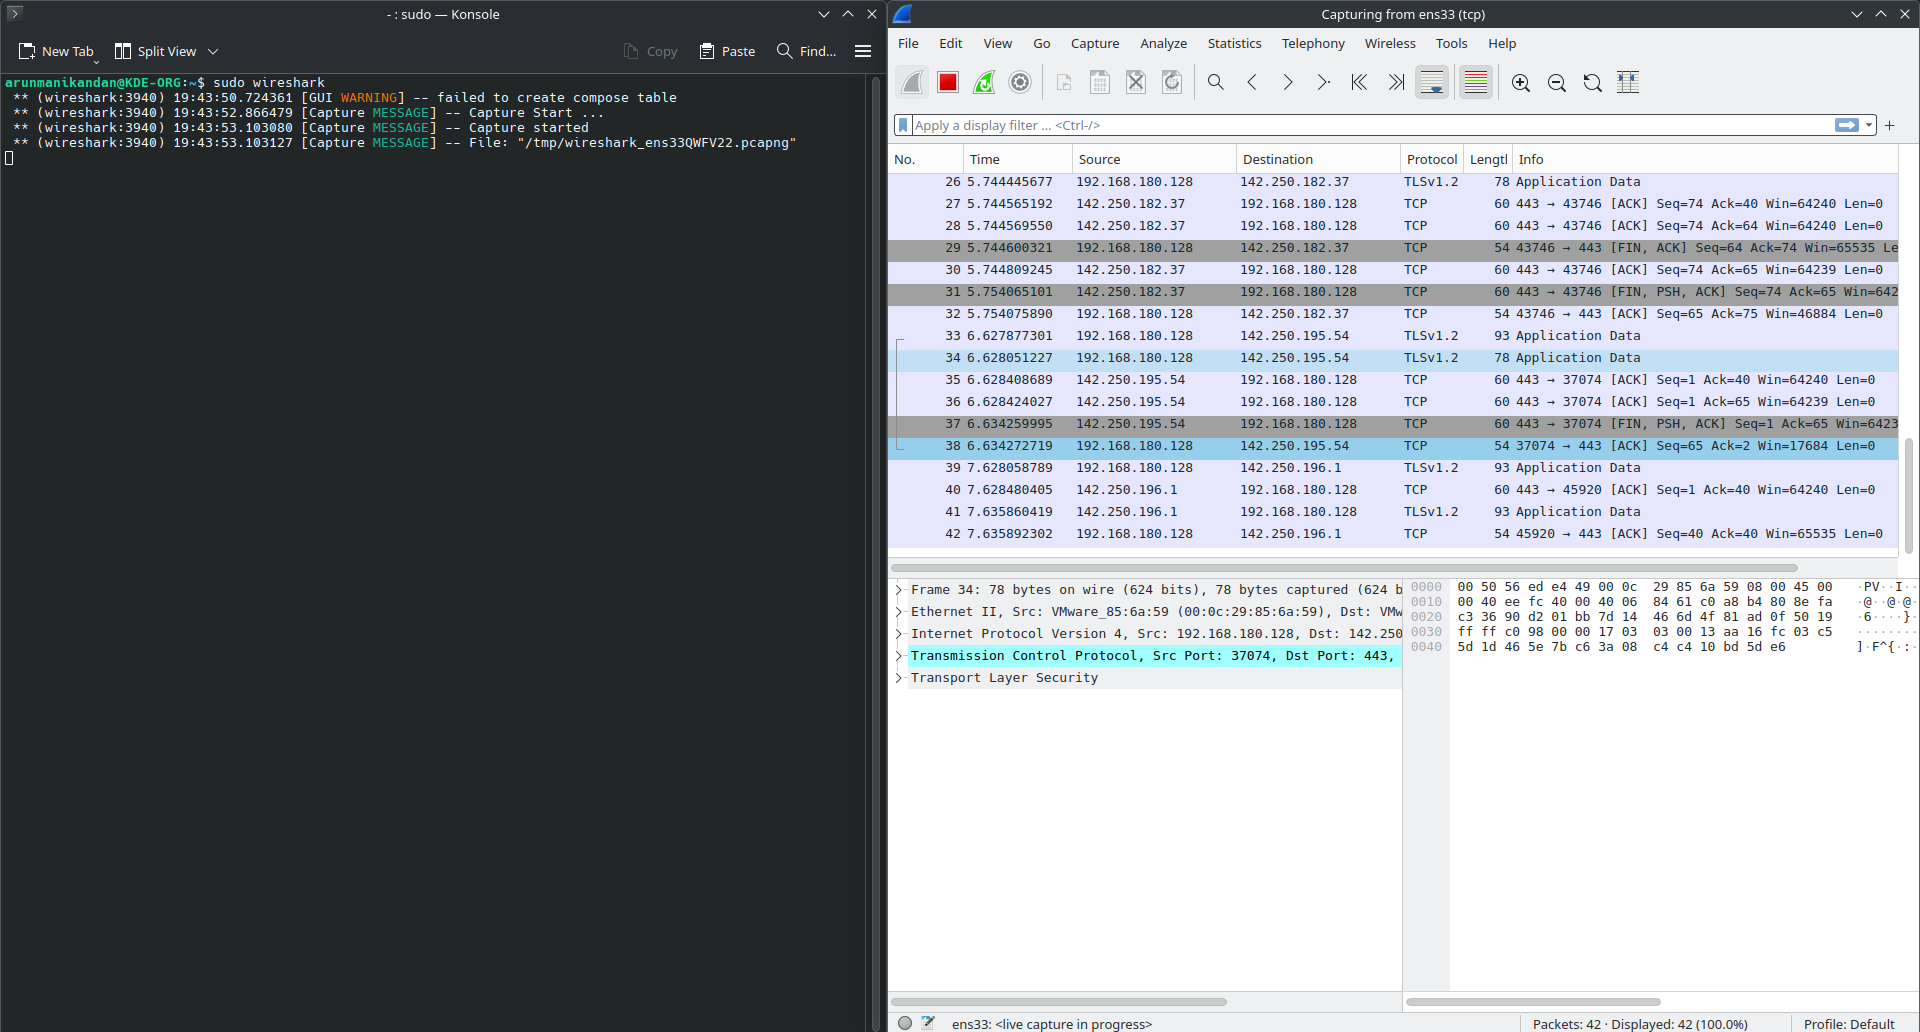 - : sudo — Konsole
New Tab
Split View
Copy
Paste
Find...
arunmanikandan@KDE-ORG:~$ sudo wireshark
** (wireshark:3940) 19:43:50.724361 [GUI WARNING] -- failed to create compose table
** (wireshark:3940) 19:43:52.866479 [Capture MESSAGE] -- Capture Start ...
** (wireshark:3940) 19:43:53.103080 [Capture MESSAGE] -- Capture started
** (wireshark:3940) 19:43:53.103127 [Capture MESSAGE] -- File: "/tmp/wireshark_ens33QWFV22.pcapng"
Capturing from ens33 (tcp)
File Edit View Go Capture Analyze Statistics Telephony Wireless Tools Help
Apply a display filter ... <Ctrl-/>
No. Time Source Destination Protocol Lengtl Info
26 5.744445677 192.168.180.128 142.250.182.37 TLSv1.2 78 Application Data
27 5.744565192 142.250.182.37 192.168.180.128 TCP 60 443 → 43746 [ACK] Seq=74 Ack=40 Win=64240 Len=0
28 5.744569550 142.250.182.37 192.168.180.128 TCP 60 443 → 43746 [ACK] Seq=74 Ack=64 Win=64240 Len=0
29 5.744600321 192.168.180.128 142.250.182.37 TCP 54 43746 → 443 [FIN, ACK] Seq=64 Ack=74 Win=65535 Le
30 5.744809245 142.250.182.37 192.168.180.128 TCP 60 443 → 43746 [ACK] Seq=74 Ack=65 Win=64239 Len=0
31 5.754065101 142.250.182.37 192.168.180.128 TCP 60 443 → 43746 [FIN, PSH, ACK] Seq=74 Ack=65 Win=642
32 5.754075890 192.168.180.128 142.250.182.37 TCP 54 43746 → 443 [ACK] Seq=65 Ack=75 Win=46884 Len=0
33 6.627877301 192.168.180.128 142.250.195.54 TLSv1.2 93 Application Data
34 6.628051227 192.168.180.128 142.250.195.54 TLSv1.2 78 Application Data
35 6.628408689 142.250.195.54 192.168.180.128 TCP 60 443 → 37074 [ACK] Seq=1 Ack=40 Win=64240 Len=0
36 6.628424027 142.250.195.54 192.168.180.128 TCP 60 443 → 37074 [ACK] Seq=1 Ack=65 Win=64239 Len=0
37 6.634259995 142.250.195.54 192.168.180.128 TCP 60 443 → 37074 [FIN, PSH, ACK] Seq=1 Ack=65 Win=6423
38 6.634272719 192.168.180.128 142.250.195.54 TCP 54 37074 → 443 [ACK] Seq=65 Ack=2 Win=17684 Len=0
39 7.628058789 192.168.180.128 142.250.196.1 TLSv1.2 93 Application Data
40 7.628480405 142.250.196.1 192.168.180.128 TCP 60 443 → 45920 [ACK] Seq=1 Ack=40 Win=64240 Len=0
41 7.635860419 142.250.196.1 192.168.180.128 TLSv1.2 93 Application Data
42 7.635892302 192.168.180.128 142.250.196.1 TCP 54 45920 → 443 [ACK] Seq=40 Ack=40 Win=65535 Len=0
Frame 34: 78 bytes on wire (624 bits), 78 bytes captured (624 b
Ethernet II, Src: VMware_85:6a:59 (00:0c:29:85:6a:59), Dst: VMw
Internet Protocol Version 4, Src: 192.168.180.128, Dst: 142.250
Transmission Control Protocol, Src Port: 37074, Dst Port: 443,
Transport Layer Security
0000 00 50 56 ed e4 49 00 0c 29 85 6a 59 08 00 45 00 ·PV··I··
0010 00 40 ee fc 40 00 40 06 84 61 c0 a8 b4 80 8e fa ·@··@·@·
0020 c3 36 90 d2 01 bb 7d 14 46 6d 4f 81 ad 0f 50 19 ·6····}·
0030 ff ff c0 98 00 00 17 03 03 00 13 aa 16 fc 03 c5 ········
0040 5d 1d 46 5e 7b c6 3a 08 c4 c4 10 bd 5d e6 ]·F^{·:·
ens33: <live capture in progress>
Packets: 42 · Displayed: 42 (100.0%)
Profile: Default